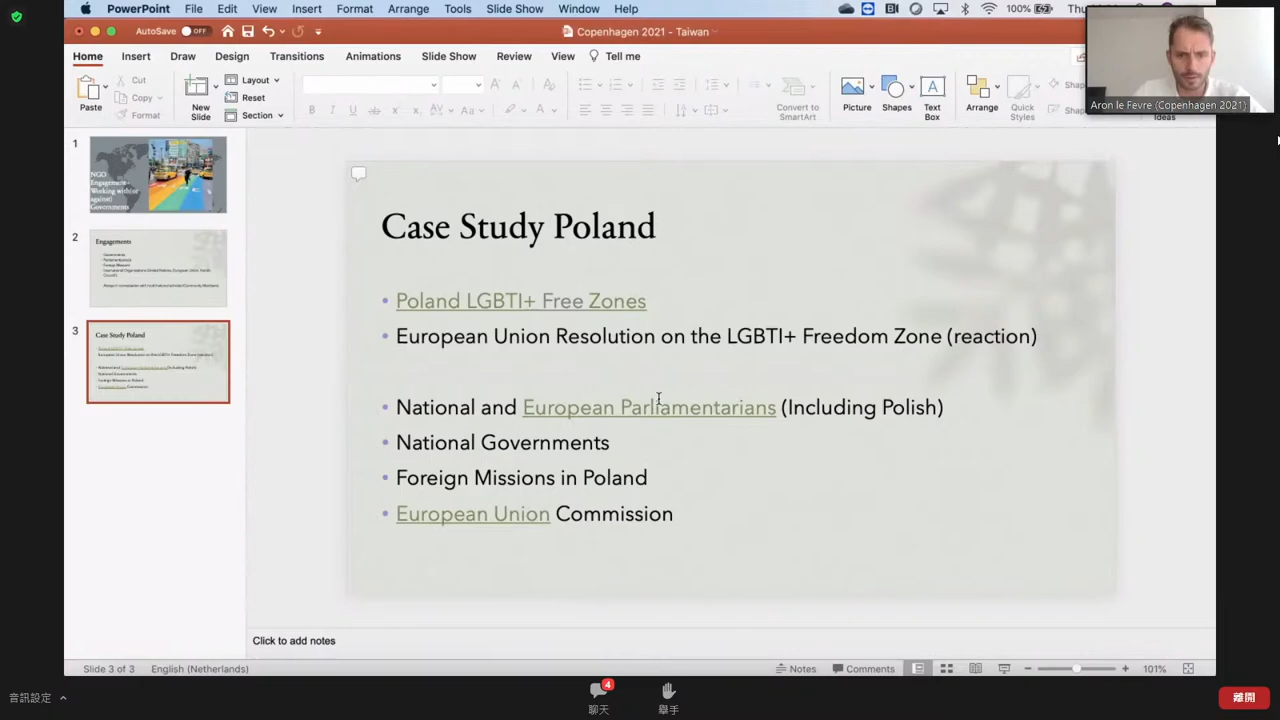 PowerPoint File Edit View Insert Format Arrange Tools Slide Show Window Help 100%
AutoSave OFF Copenhagen 2021 - Taiwan
Home Insert Draw Design Transitions Animations Slide Show Review View Tell me
Paste Cut Copy Format
New Slide Layout Reset Section
Convert to SmartArt
Picture Shapes Text Box Arrange Quick Styles
Aron le Fevre (Copenhagen 2021)
Ideas
1
NGO
Engagement-
Working with(or
against)
Governments
2
Engagements
3
Case Study Poland
Case Study Poland
• Poland LGBTI+ Free Zones
• European Union Resolution on the LGBTI+ Freedom Zone (reaction)
• National and European Parliamentarians (Including Polish)
• National Governments
• Foreign Missions in Poland
• European Union Commission
Click to add notes
Slide 3 of 3 English (Netherlands) Notes Comments 101%
音訊設定
4
聊天
舉手
離開